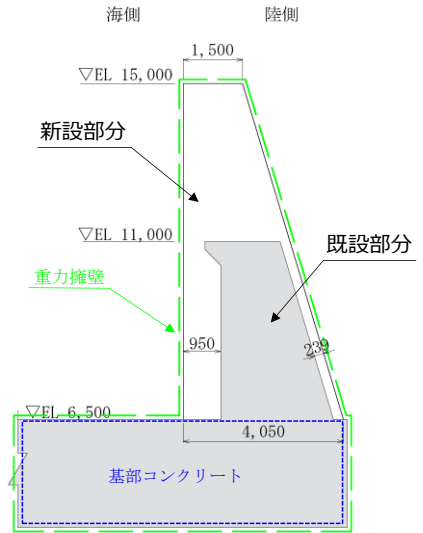 海側
陸側
1,500
▽EL 15,000
新設部分
▽EL 11,000
既設部分
重力擁壁
950
239
▽EL 6,500
4,050
基部コンクリート